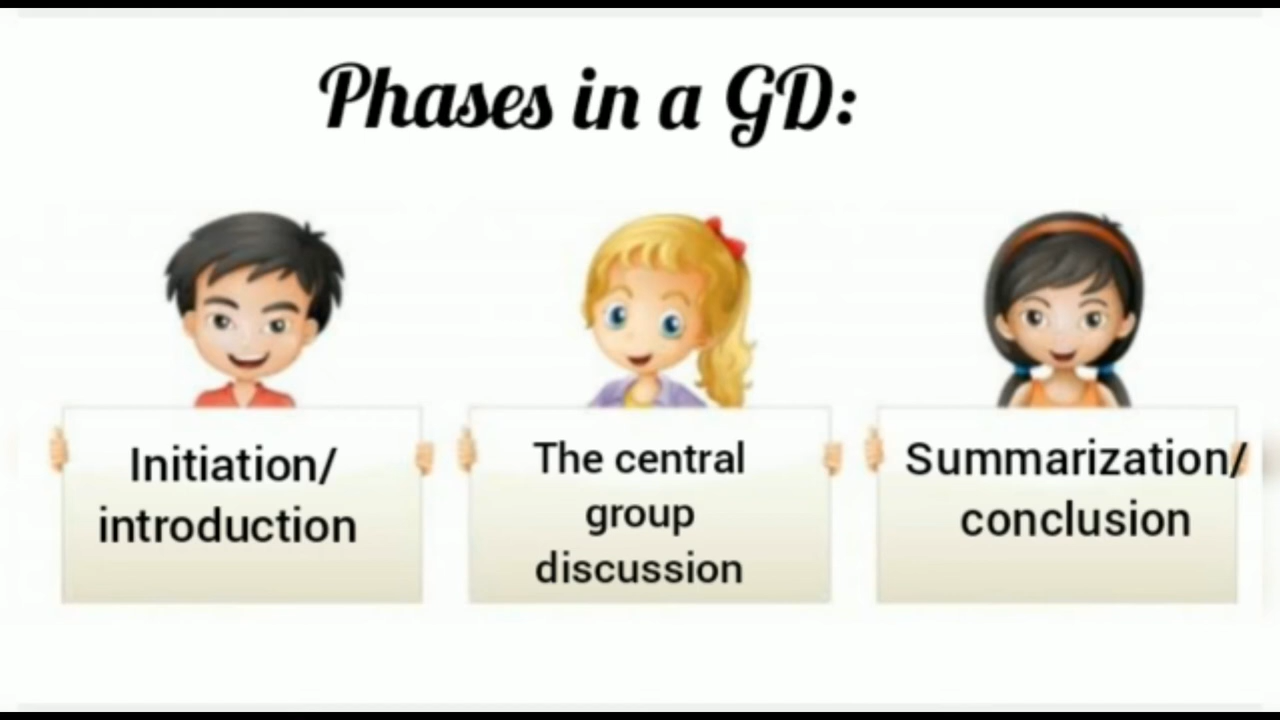 Phases in a GD:
Initiation/
introduction
The central
group
discussion
Summarization/
conclusion